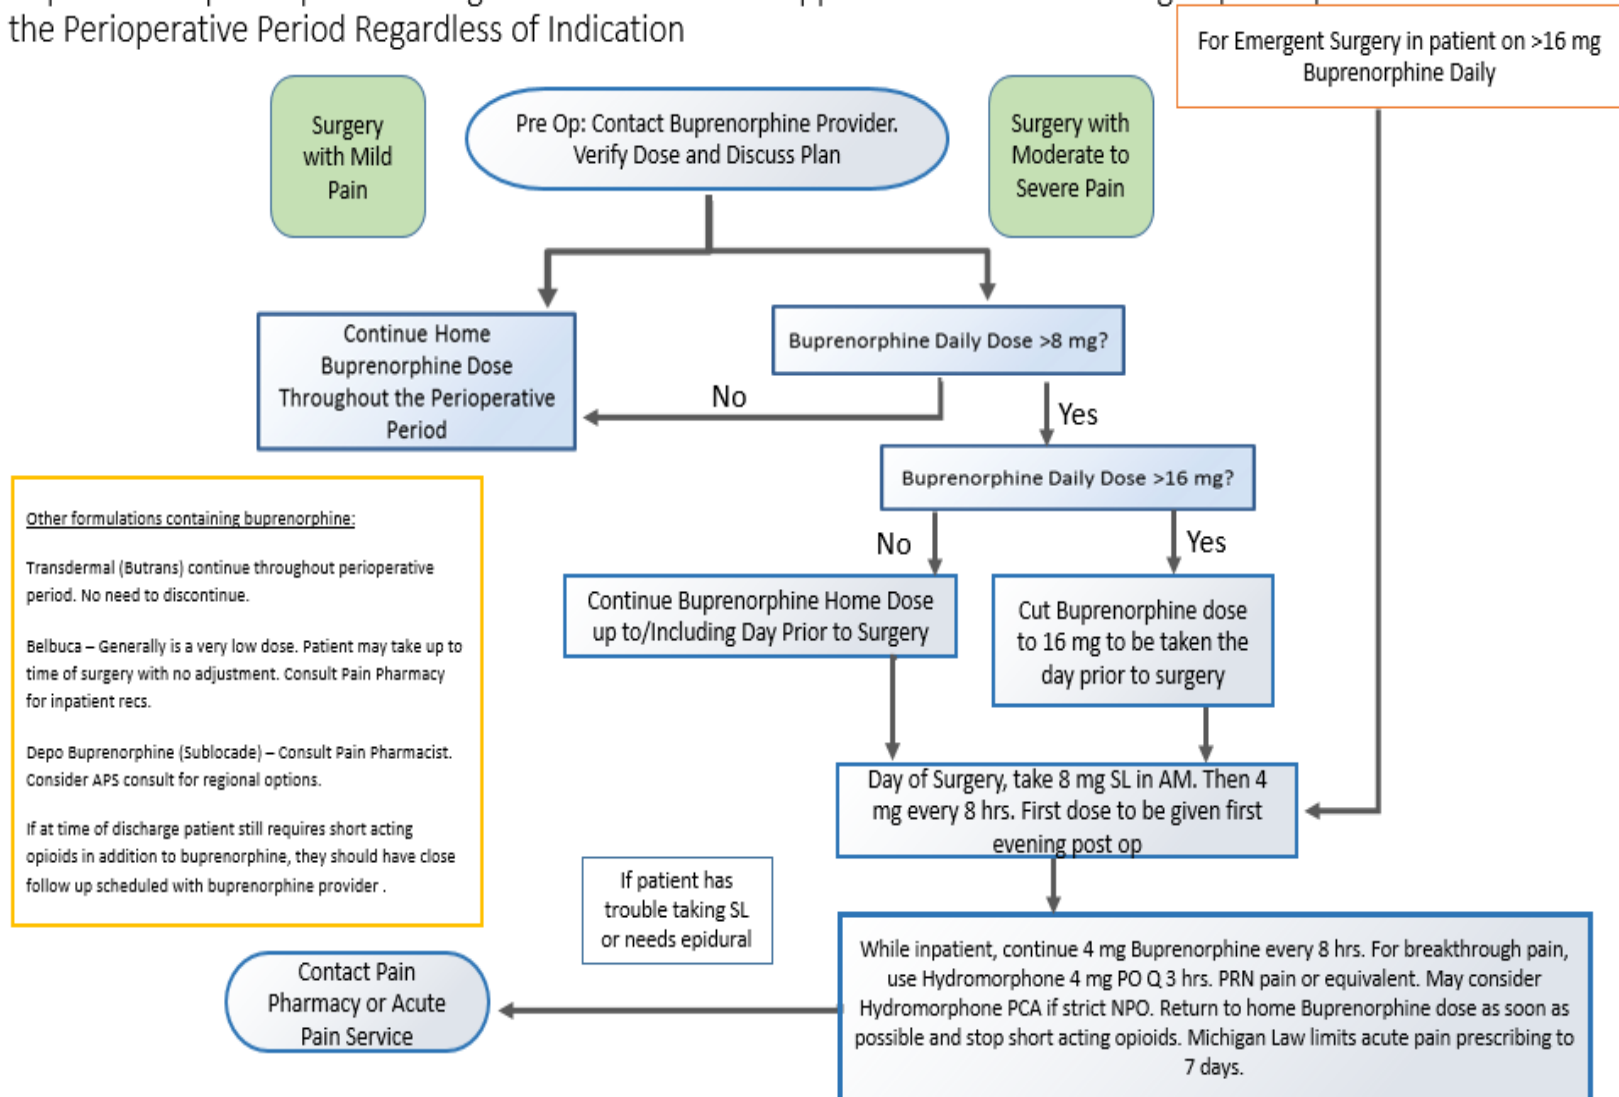 the Perioperative Period Regardless of Indication
For Emergent Surgery in patient on >16 mg
Buprenorphine Daily
Surgery
with Mild
Pain
Pre Op: Contact Buprenorphine Provider.
Verify Dose and Discuss Plan
Surgery with
Moderate to
Severe Pain
Continue Home
Buprenorphine Dose
Throughout the Perioperative
Period
Buprenorphine Daily Dose >8 mg?
No
Yes
Buprenorphine Daily Dose >16 mg?
No
Yes
Continue Buprenorphine Home Dose
up to/Including Day Prior to Surgery
Cut Buprenorphine dose
to 16 mg to be taken the
day prior to surgery
Other formulations containing buprenorphine:
Transdermal (Butrans) continue throughout perioperative
period. No need to discontinue.
Belbuca – Generally is a very low dose. Patient may take up to
time of surgery with no adjustment. Consult Pain Pharmacy
for inpatient recs.
Depo Buprenorphine (Sublocade) – Consult Pain Pharmacist.
Consider APS consult for regional options.
If at time of discharge patient still requires short acting
opioids in addition to buprenorphine, they should have close
follow up scheduled with buprenorphine provider .
Day of Surgery, take 8 mg SL in AM. Then 4
mg every 8 hrs. First dose to be given first
evening post op
If patient has
trouble taking SL
or needs epidural
While inpatient, continue 4 mg Buprenorphine every 8 hrs. For breakthrough pain,
use Hydromorphone 4 mg PO Q 3 hrs. PRN pain or equivalent. May consider
Hydromorphone PCA if strict NPO. Return to home Buprenorphine dose as soon as
possible and stop short acting opioids. Michigan Law limits acute pain prescribing to
7 days.
Contact Pain
Pharmacy or Acute
Pain Service